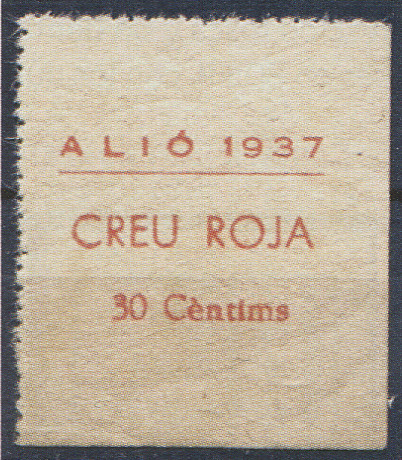 ALIÓ 1937
CREU ROJA
30 Cèntims